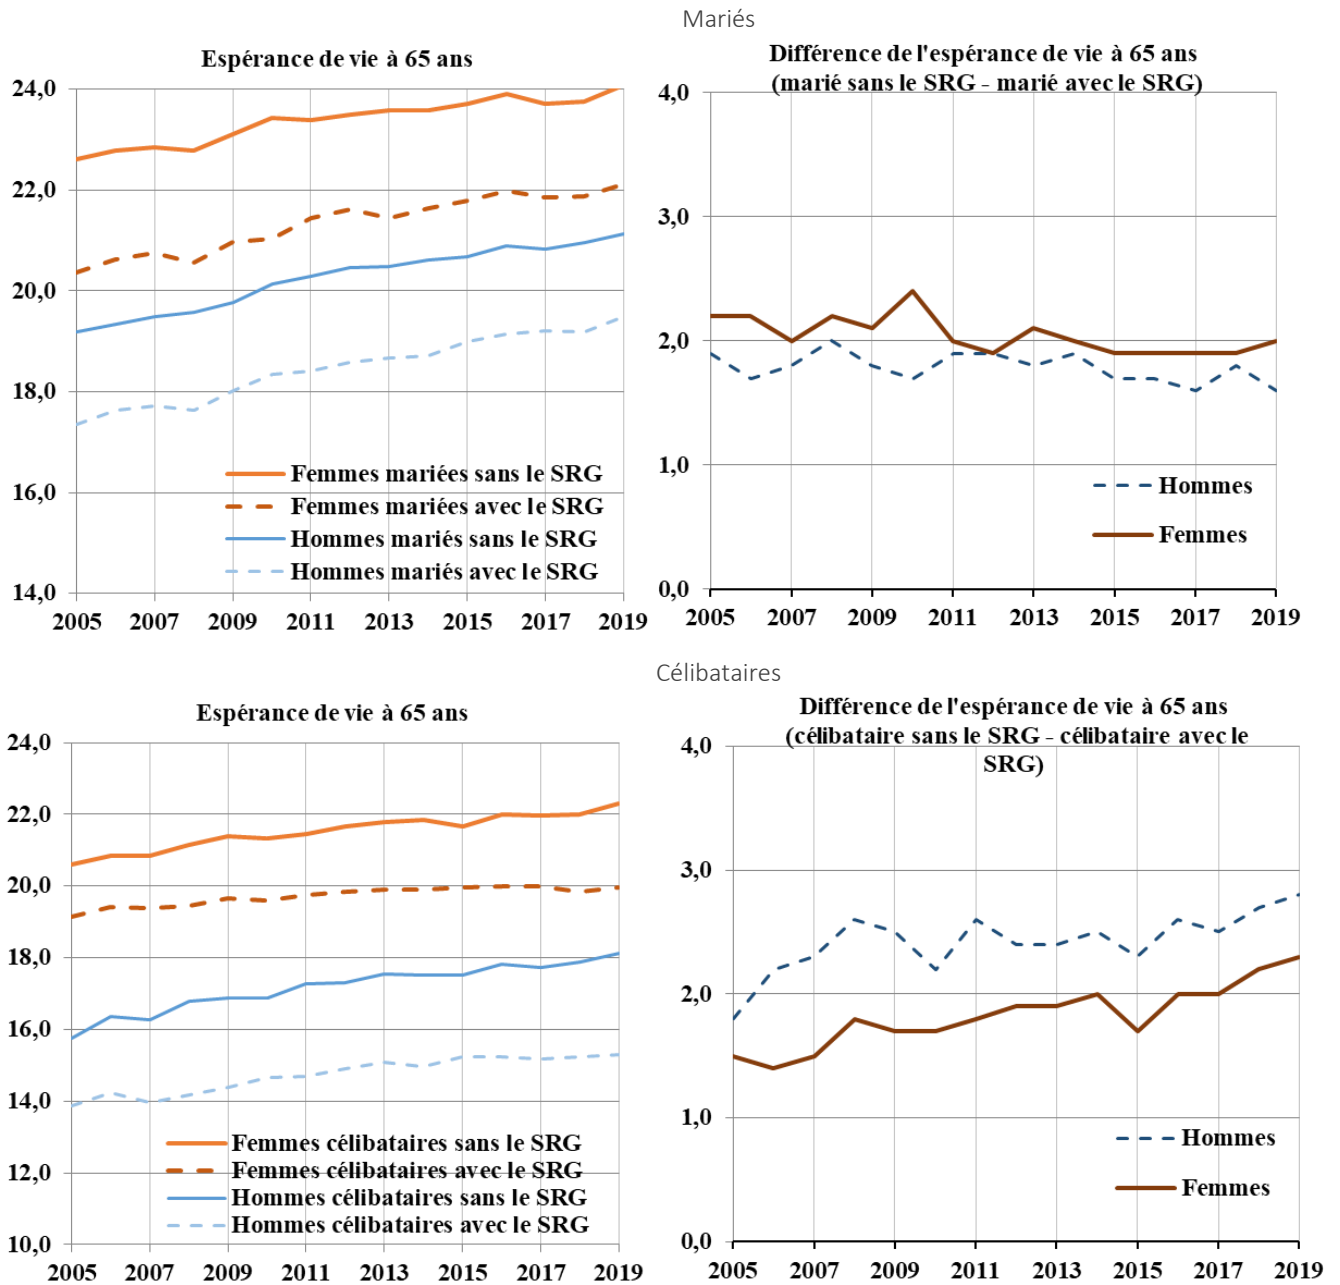 Mariés
Espérance de vie à 65 ans
24,0
22,0
20,0
18,0
16,0
14,0
Femmes mariées sans le SRG
Femmes mariées avec le SRG
Hommes mariés sans le SRG
Hommes mariés avec le SRG
2005 2007 2009 2011 2013 2015 2017 2019
Différence de l'espérance de vie à 65 ans
(marié sans le SRG - marié avec le SRG)
4,0
3,0
2,0
1,0
0,0
Hommes
Femmes
2005 2007 2009 2011 2013 2015 2017 2019
Célibataires
Espérance de vie à 65 ans
24,0
22,0
20,0
18,0
16,0
14,0
12,0
10,0
Femmes célibataires sans le SRG
Femmes célibataires avec le SRG
Hommes célibataires sans le SRG
Hommes célibataires avec le SRG
2005 2007 2009 2011 2013 2015 2017 2019
Différence de l'espérance de vie à 65 ans
(célibataire sans le SRG - célibataire avec le
SRG)
4,0
3,0
2,0
1,0
0,0
Hommes
Femmes
2005 2007 2009 2011 2013 2015 2017 2019